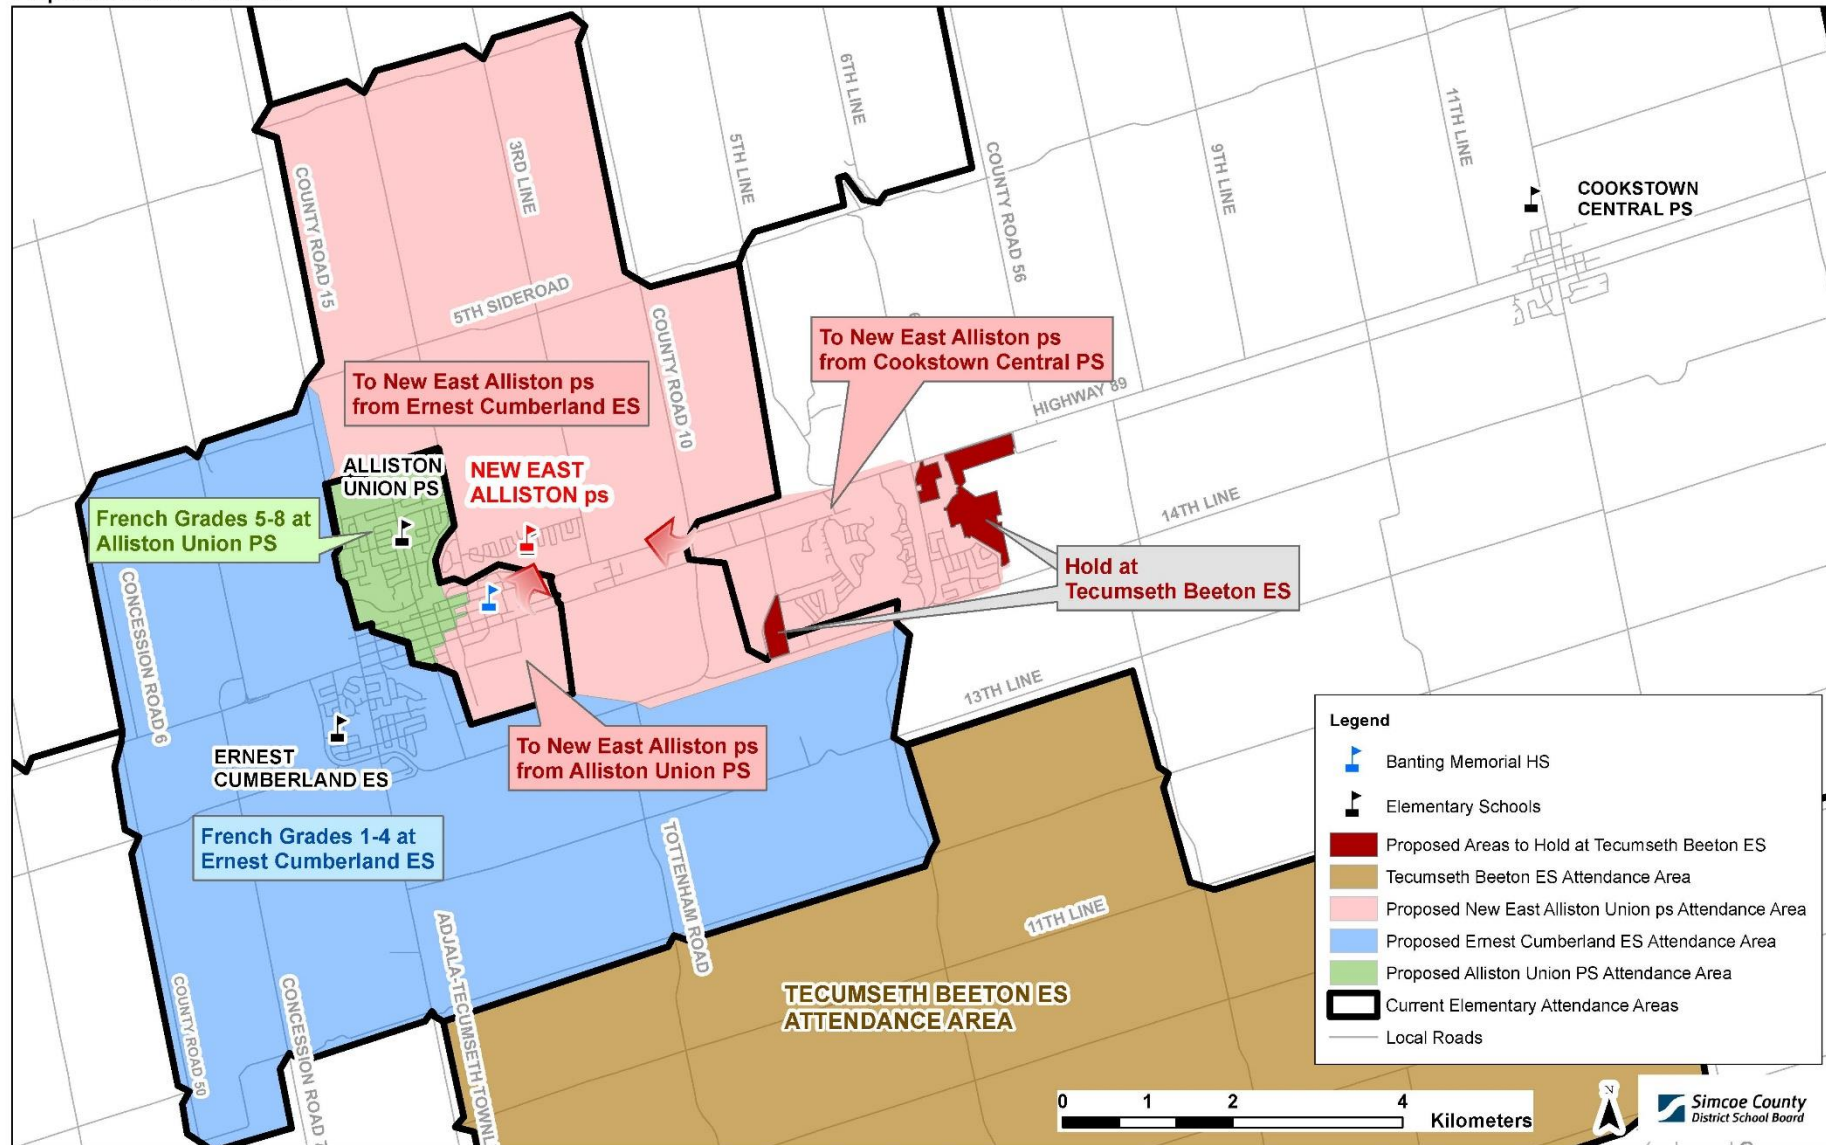 6TH LINE
5TH LINE
3RD LINE
COUNTY ROAD 15
COUNTY ROAD 56
9TH LINE
11TH LINE
COOKSTOWN
CENTRAL PS
5TH SIDEROAD
COUNTY ROAD 10
To New East Alliston ps
from Cookstown Central PS
To New East Alliston ps
from Ernest Cumberland ES
HIGHWAY 89
ALLISTON
UNION PS
NEW EAST
ALLISTON ps
French Grades 5-8 at
Alliston Union PS
14TH LINE
Hold at
Tecumseth Beeton ES
CONCESSION ROAD 6
13TH LINE
To New East Alliston ps
from Alliston Union PS
ERNEST
CUMBERLAND ES
French Grades 1-4 at
Ernest Cumberland ES
TOTTENHAM ROAD
11TH LINE
ADJALA-TECUMSETH TOWNL
COUNTY ROAD 50
CONCESSION ROAD 7
TECUMSETH BEETON ES
ATTENDANCE AREA
Legend
Banting Memorial HS
Elementary Schools
Proposed Areas to Hold at Tecumseth Beeton ES
Tecumseth Beeton ES Attendance Area
Proposed New East Alliston Union ps Attendance Area
Proposed Ernest Cumberland ES Attendance Area
Proposed Alliston Union PS Attendance Area
Current Elementary Attendance Areas
Local Roads
0 1 2 4
Kilometers
N
Simcoe County
District School Board